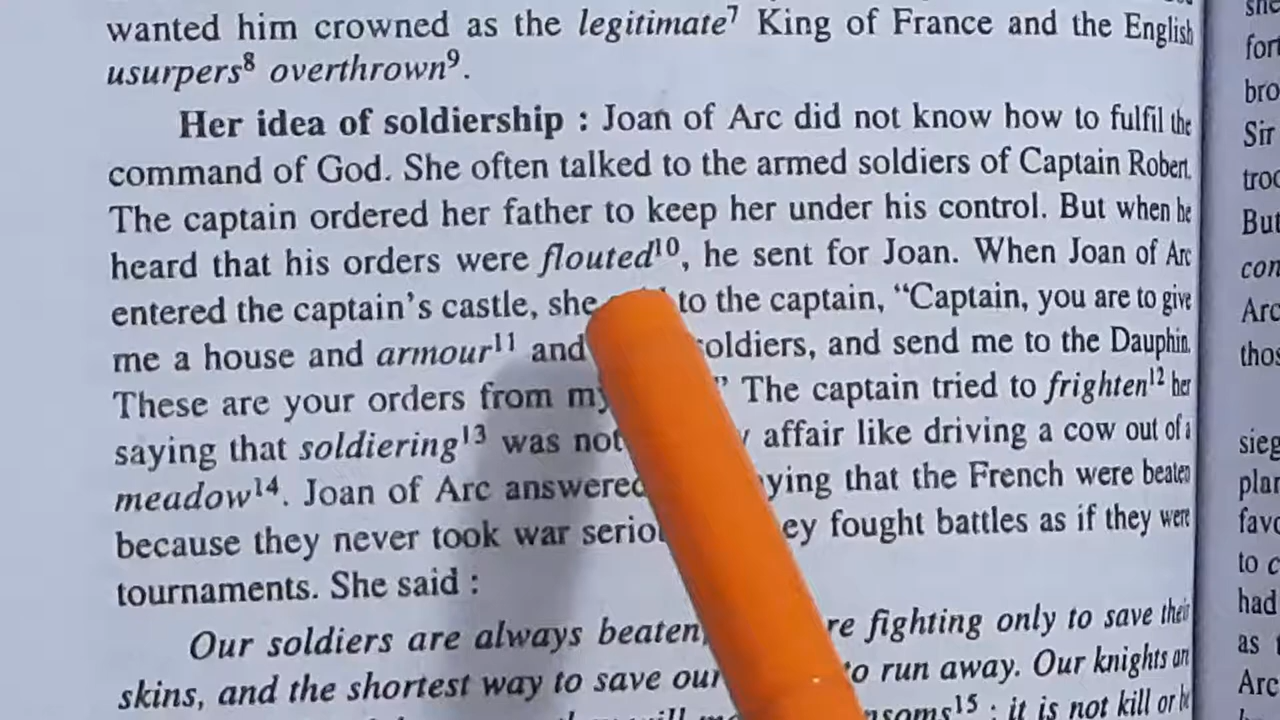 wanted him crowned as the legitimate⁷ King of France and the English
usurpers⁸ overthrown⁹.
Her idea of soldiership : Joan of Arc did not know how to fulfil the
command of God. She often talked to the armed soldiers of Captain Robert.
The captain ordered her father to keep her under his control. But when he
heard that his orders were flouted¹⁰, he sent for Joan. When Joan of Arc
entered the captain's castle, she to the captain, “Captain, you are to give
me a house and armour¹¹ and soldiers, and send me to the Dauphin.
These are your orders from my ” The captain tried to frighten¹² her
saying that soldiering¹³ was not affair like driving a cow out of a
meadow¹⁴. Joan of Arc answered that the French were beaten
because they never took war fought battles as if they were
tournaments. She said :
Our soldiers are always beaten, fighting only to save their
skins, and the shortest way to save our to run away. Our knights
: it is not kill or
Sir
But
Arc
had
as
Arc